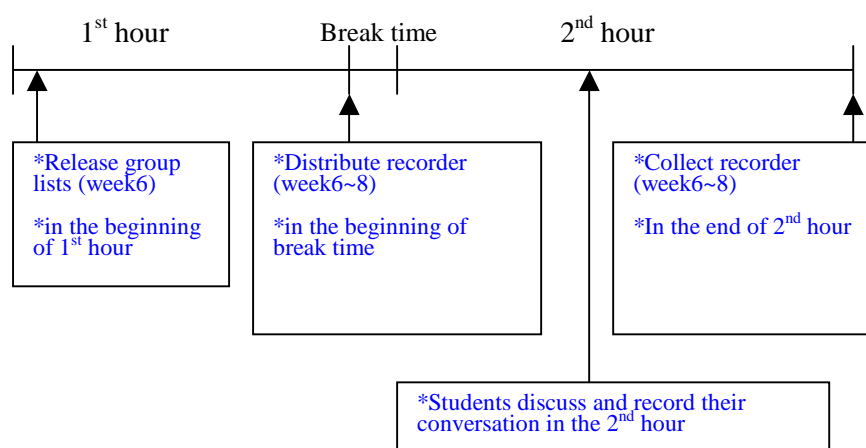 1st hour
Break time
2nd hour
*Release group
lists (week6)
*in the beginning
of 1st hour
*Distribute recorder
(week6~8)
*in the beginning of
break time
*Collect recorder
(week6~8)
*In the end of 2nd hour
*Students discuss and record their
conversation in the 2nd hour